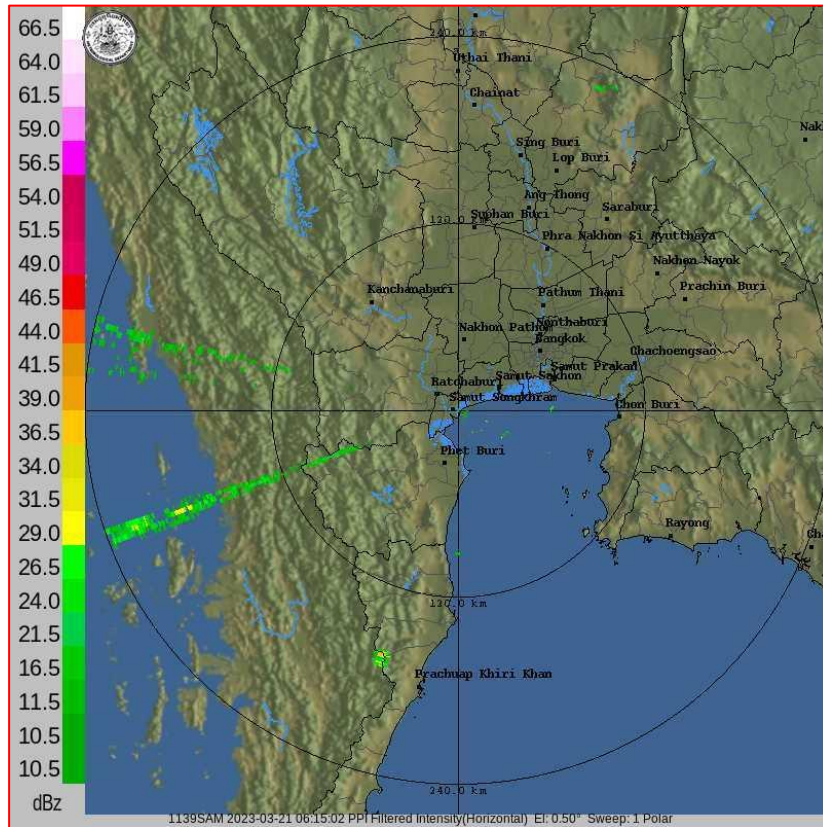 66.5
64.0
61.5
59.0
56.5
54.0
51.5
49.0
46.5
44.0
41.5
39.0
36.5
34.0
31.5
29.0
26.5
24.0
21.5
16.5
11.5
10.5
10.5
dBz
240.0 km
Uthai Thani
Chainat
Sing Buri
Lop Buri
Ang Thong
Suphan Buri
Saraburi
120.0 km
Phra Nakhon Si Ayutthaya
Nakhon Nayok
Kanchanaburi
Pathum Thani
Prachin Buri
Nonthaburi
Nakhon Pathom
Bangkok
Chachoengsao
Samut Prakan
Samut Sakhon
Ratchaburi
Samut Songkhram
Chon Buri
Phet Buri
Rayong
120.0 km
Prachuap Khiri Khan
240.0 km
1139SAM 2023-03-21 06:15:02 PPI Filtered Intensity(Horizontal) El: 0.50° Sweep: 1 Polar